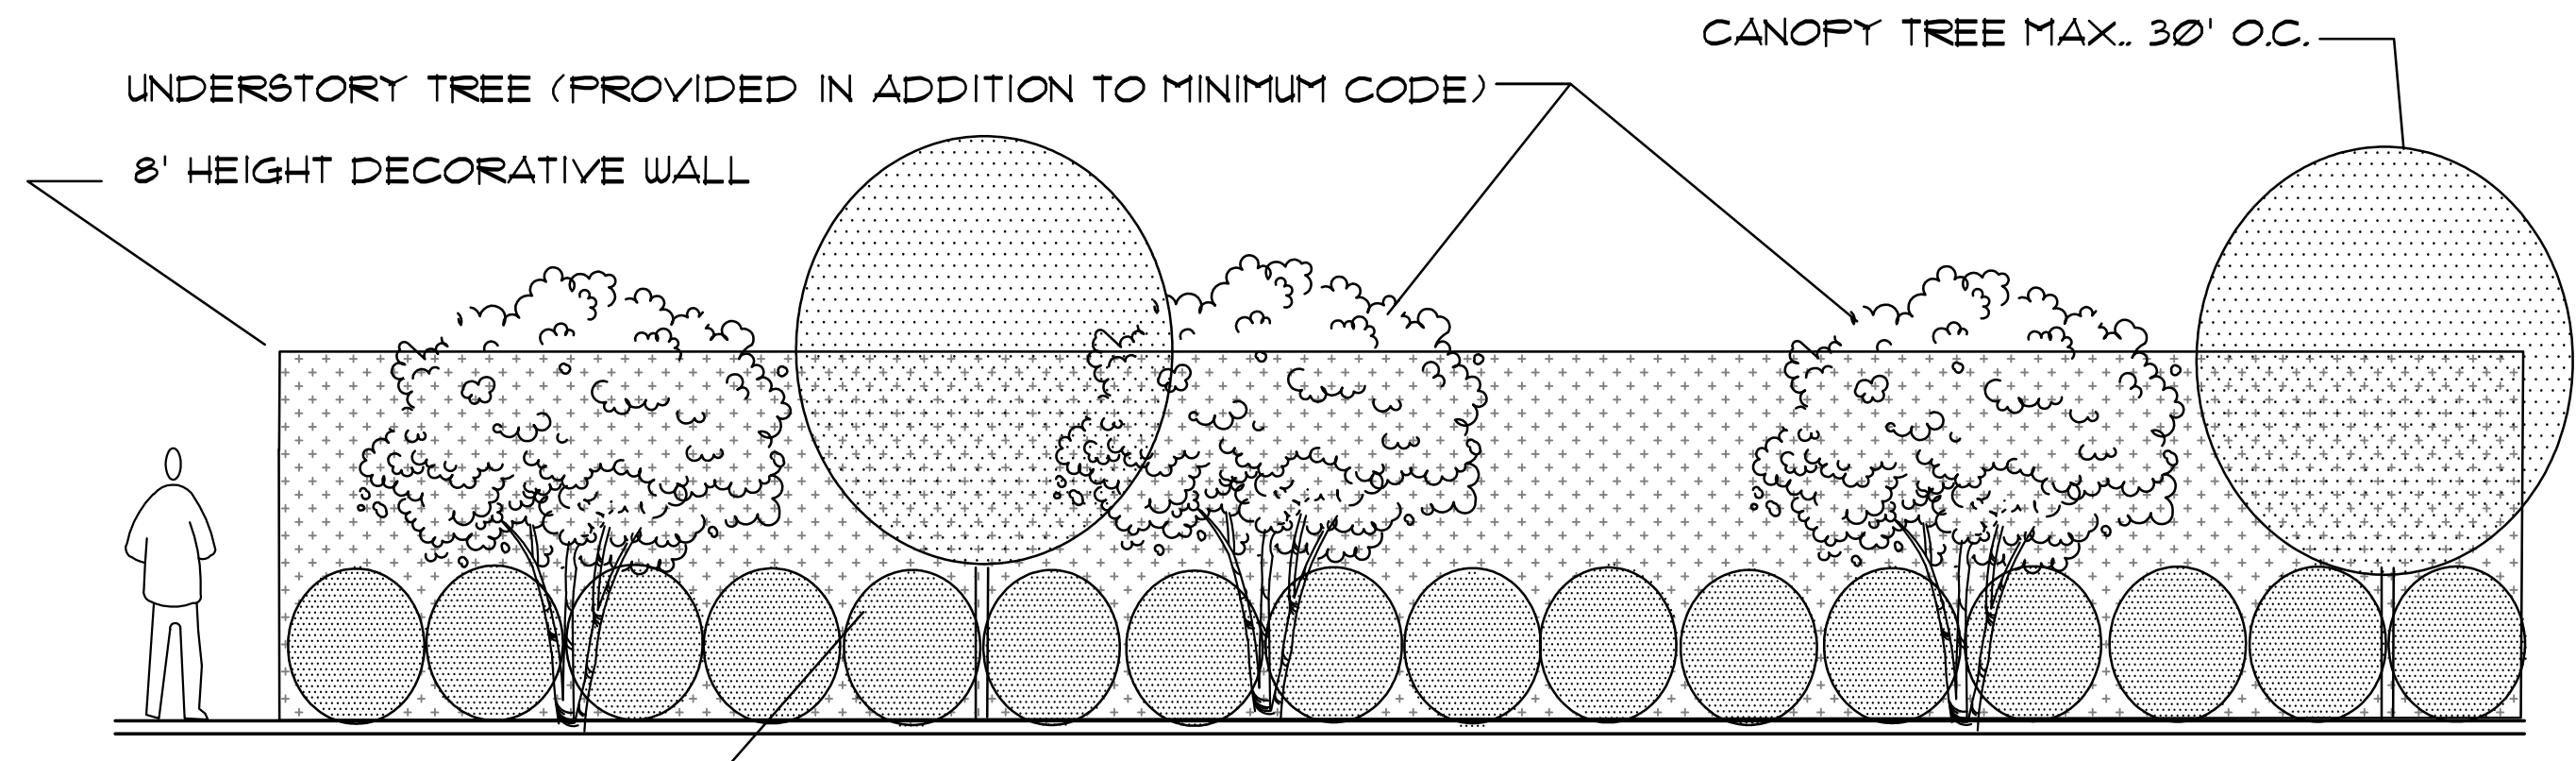 CANOPY TREE MAX.. 30' O.C.
UNDERSTORY TREE (PROVIDED IN ADDITION TO MINIMUM CODE)
8' HEIGHT DECORATIVE WALL